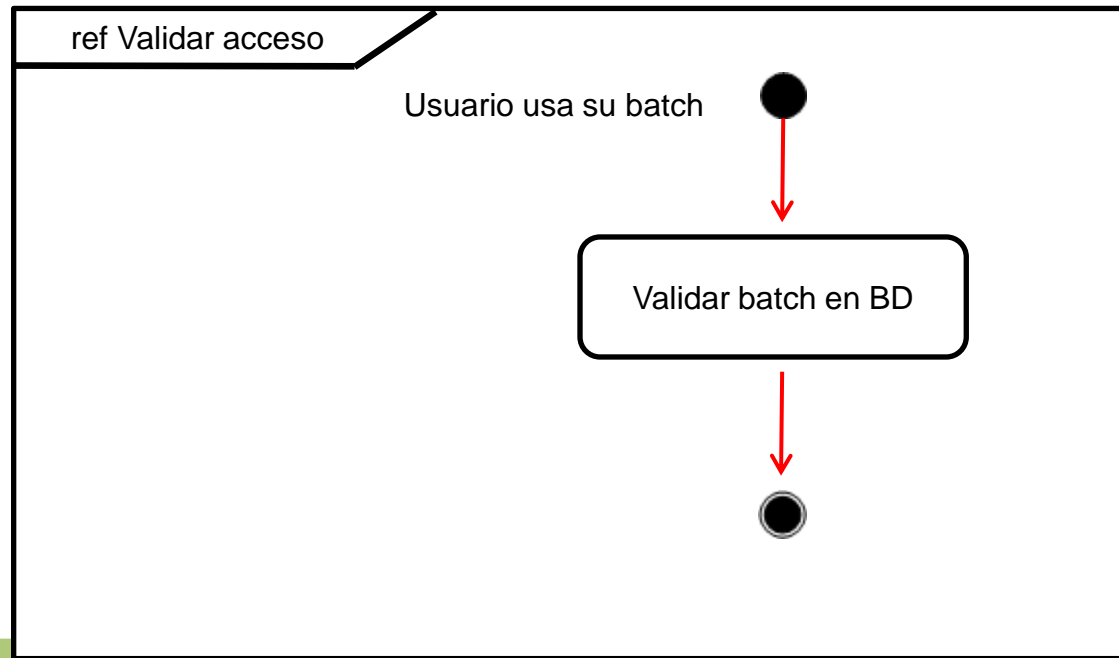 ref Validar acceso
Usuario usa su batch
Validar batch en BD